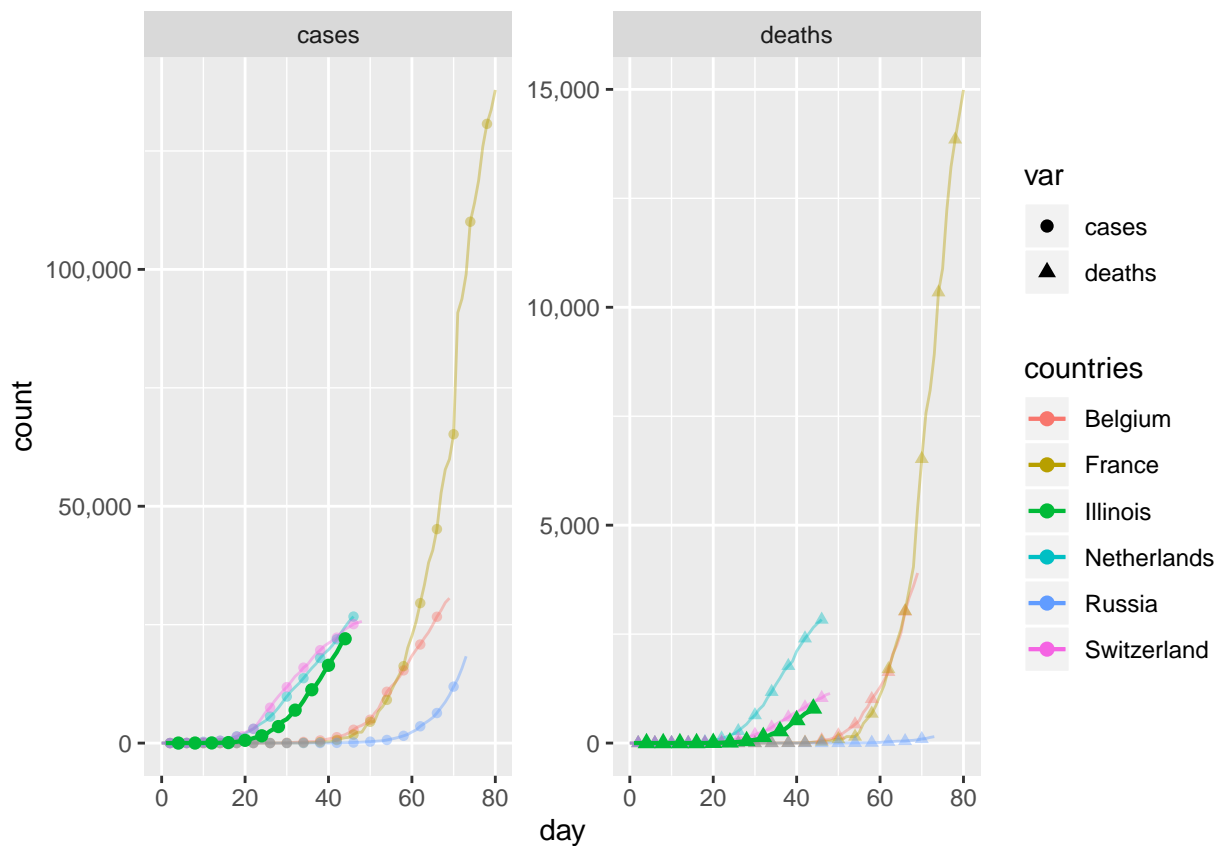 cases
deaths
count
100,000
50,000
0
15,000
10,000
5,000
0
0 20 40 60 80
0 20 40 60 80
day
var
cases
deaths
countries
Belgium
France
Illinois
Netherlands
Russia
Switzerland